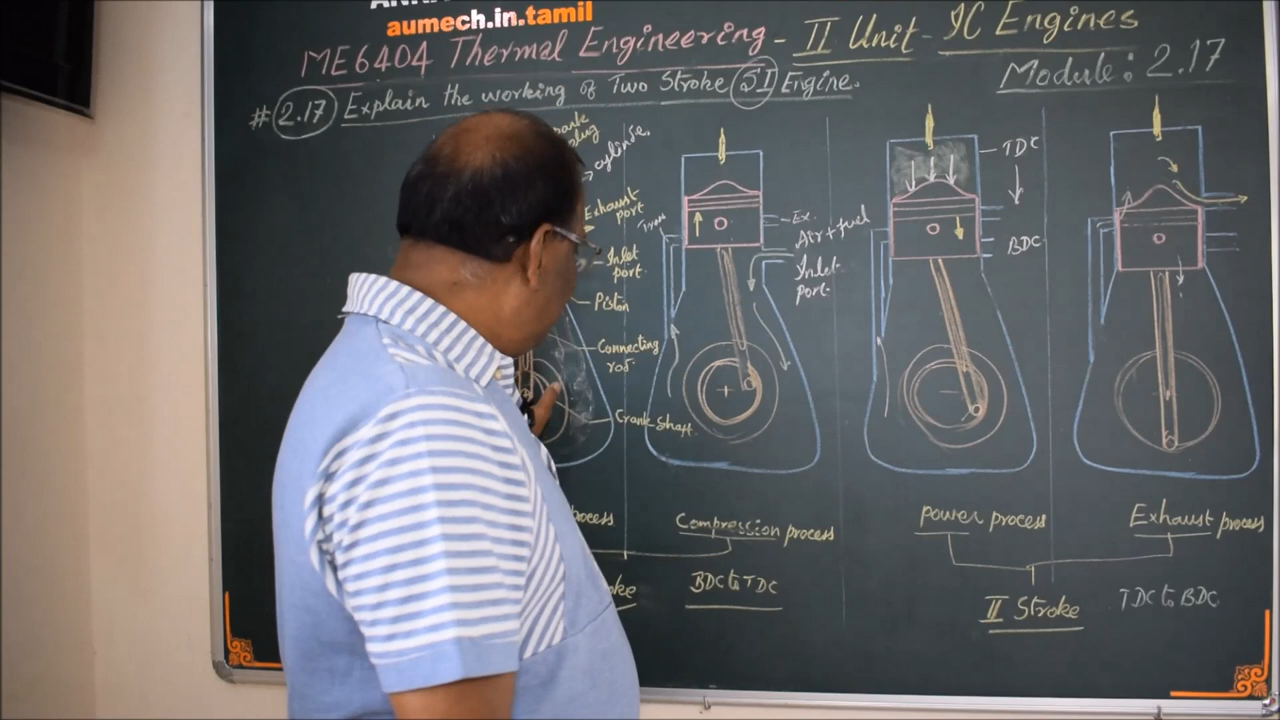 aumech.in.tamil
ME6404 Thermal Engineering - II Unit - IC Engines
Module: 2.17
# 2.17 Explain the working of Two Stroke SI Engine.
plug
cylinder.
Exhaust port
Inlet port.
Piston
Connecting rod
Crank shaft.
Ex.
Air + fuel
Inlet port.
TDC
BDC
Compression process
BDC to TDC
power process
Exhaust process
II Stroke
TDC to BDC